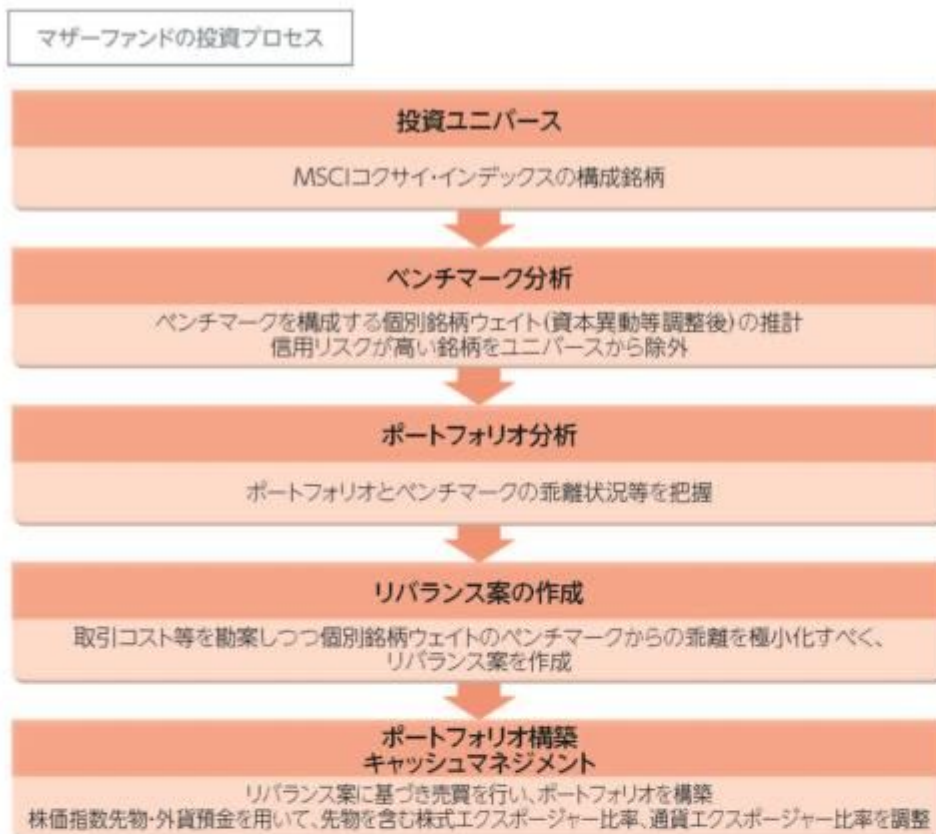 マザーファンドの投資プロセス
投資ユニバース
MSCIコクサイ・インデックスの構成銘柄
ベンチマーク分析
ベンチマークを構成する個別銘柄ウェイト(資本異動等調整後)の推計
信用リスクが高い銘柄をユニバースから除外
ポートフォリオ分析
ポートフォリオとベンチマークの乖離状況等を把握
リバランス案の作成
取引コスト等を勘案しつつ個別銘柄ウェイトのベンチマークからの乖離を極小化すべく、
リバランス案を作成
ポートフォリオ構築
キャッシュマネジメント
リバランス案に基づき売買を行い、ポートフォリオを構築
株価指数先物・外貨預金を用いて、先物を含む株式エクスポージャー比率、通貨エクスポージャー比率を調整